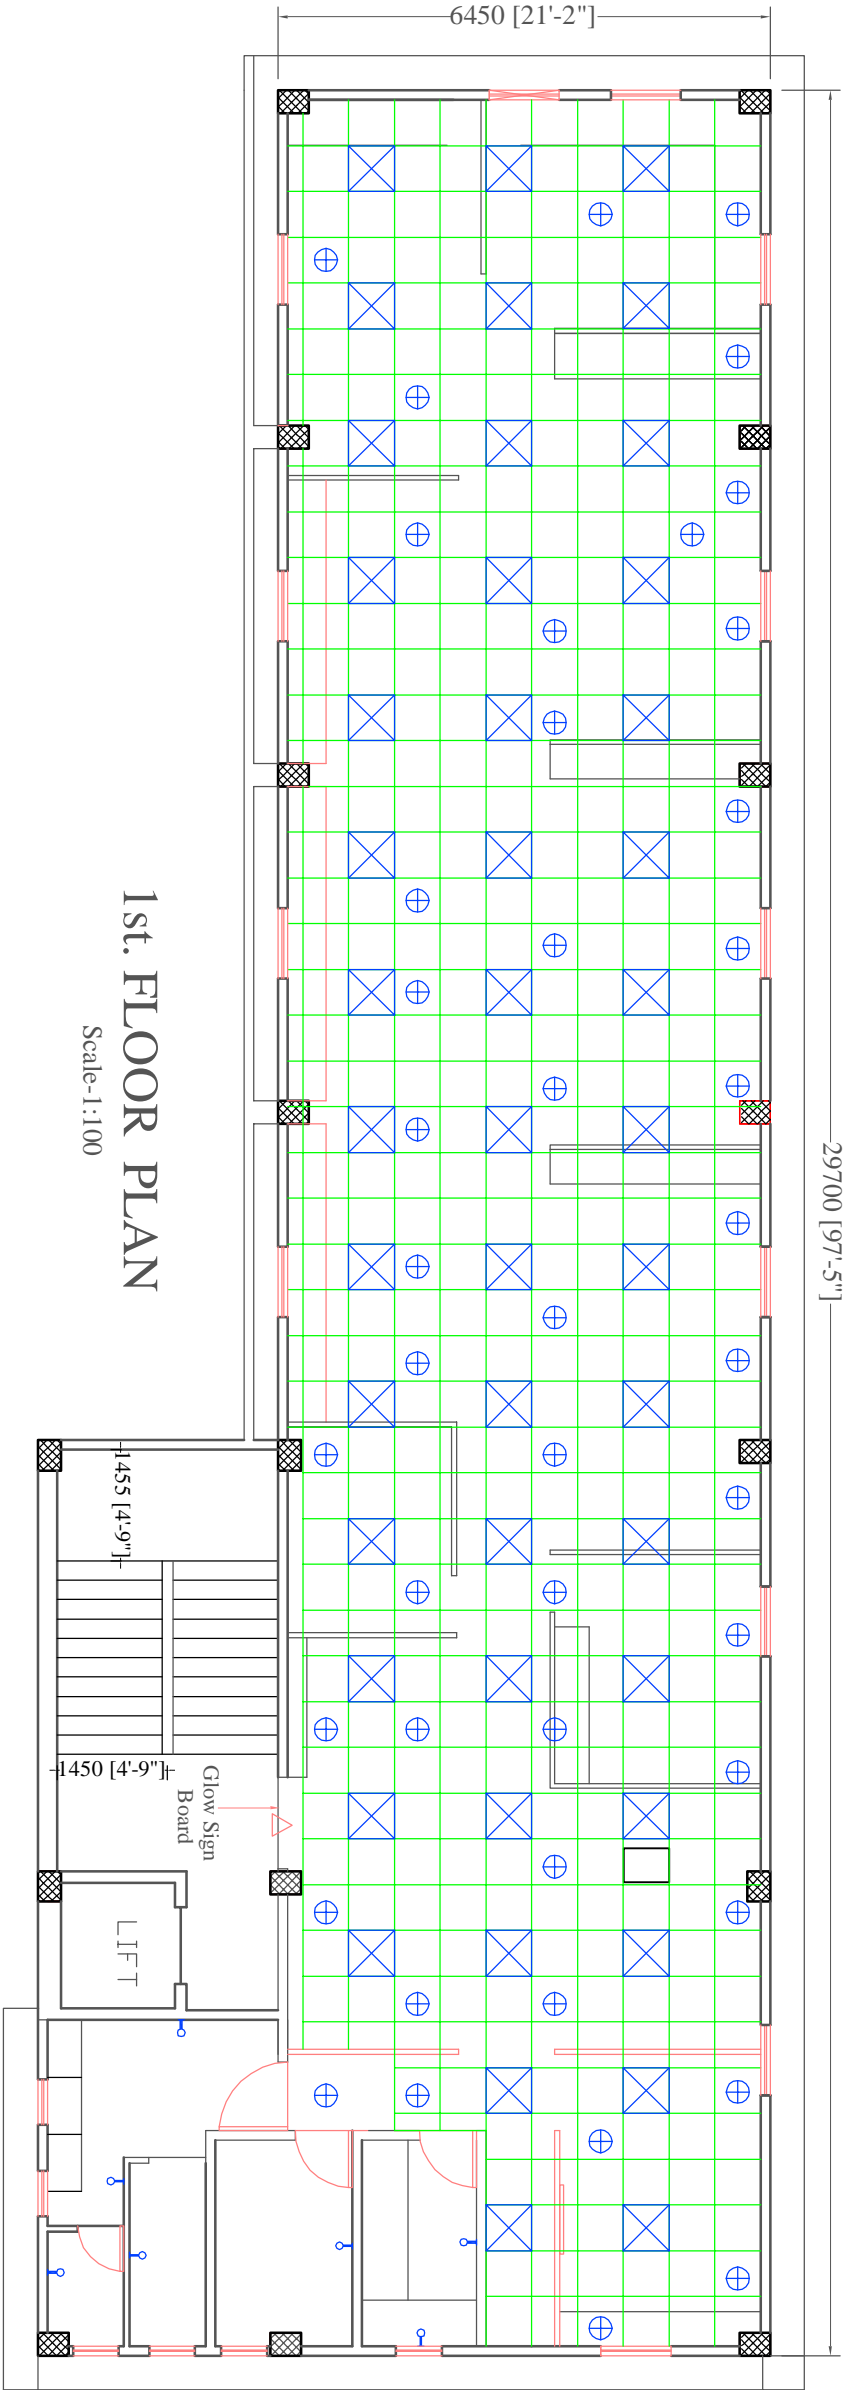 6450 [21'-2"]
29700 [97'-5"]
1st. FLOOR PLAN
Scale-1:100
1455 [4'-9"]
1450 [4'-9"]
Glow Sign
Board
LIFT